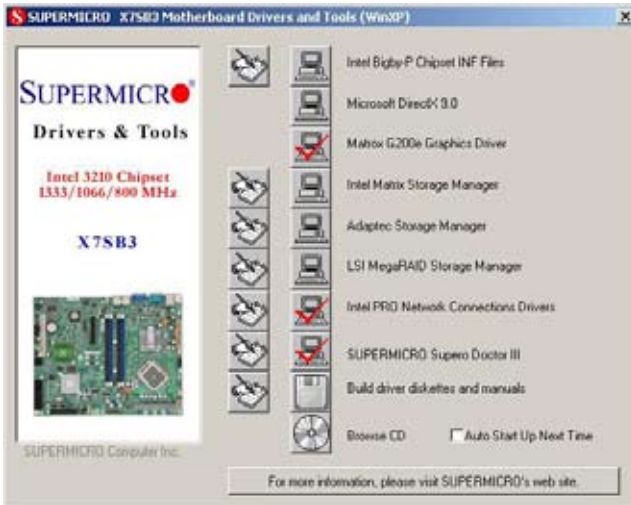 SUPERMICRO X7SB3 Motherboard Drivers and Tools (WinXP)
SUPERMICRO
Drivers & Tools
Intel 3210 Chipset
1333/1066/800 MHz
X7SB3
SUPERMICRO Computer Inc.
Intel Bigby-P Chipset INF Files
Microsoft DirectX 9.0
Matrox G200e Graphics Driver
Intel Matrix Storage Manager
Adaptec Storage Manager
LSI MegaRAID Storage Manager
Intel PRO Network Connections Drivers
SUPERMICRO Supero Doctor III
Build driver diskettes and manuals
Browse CD
Auto Start Up Next Time
For more information, please visit SUPERMICRO's web site.